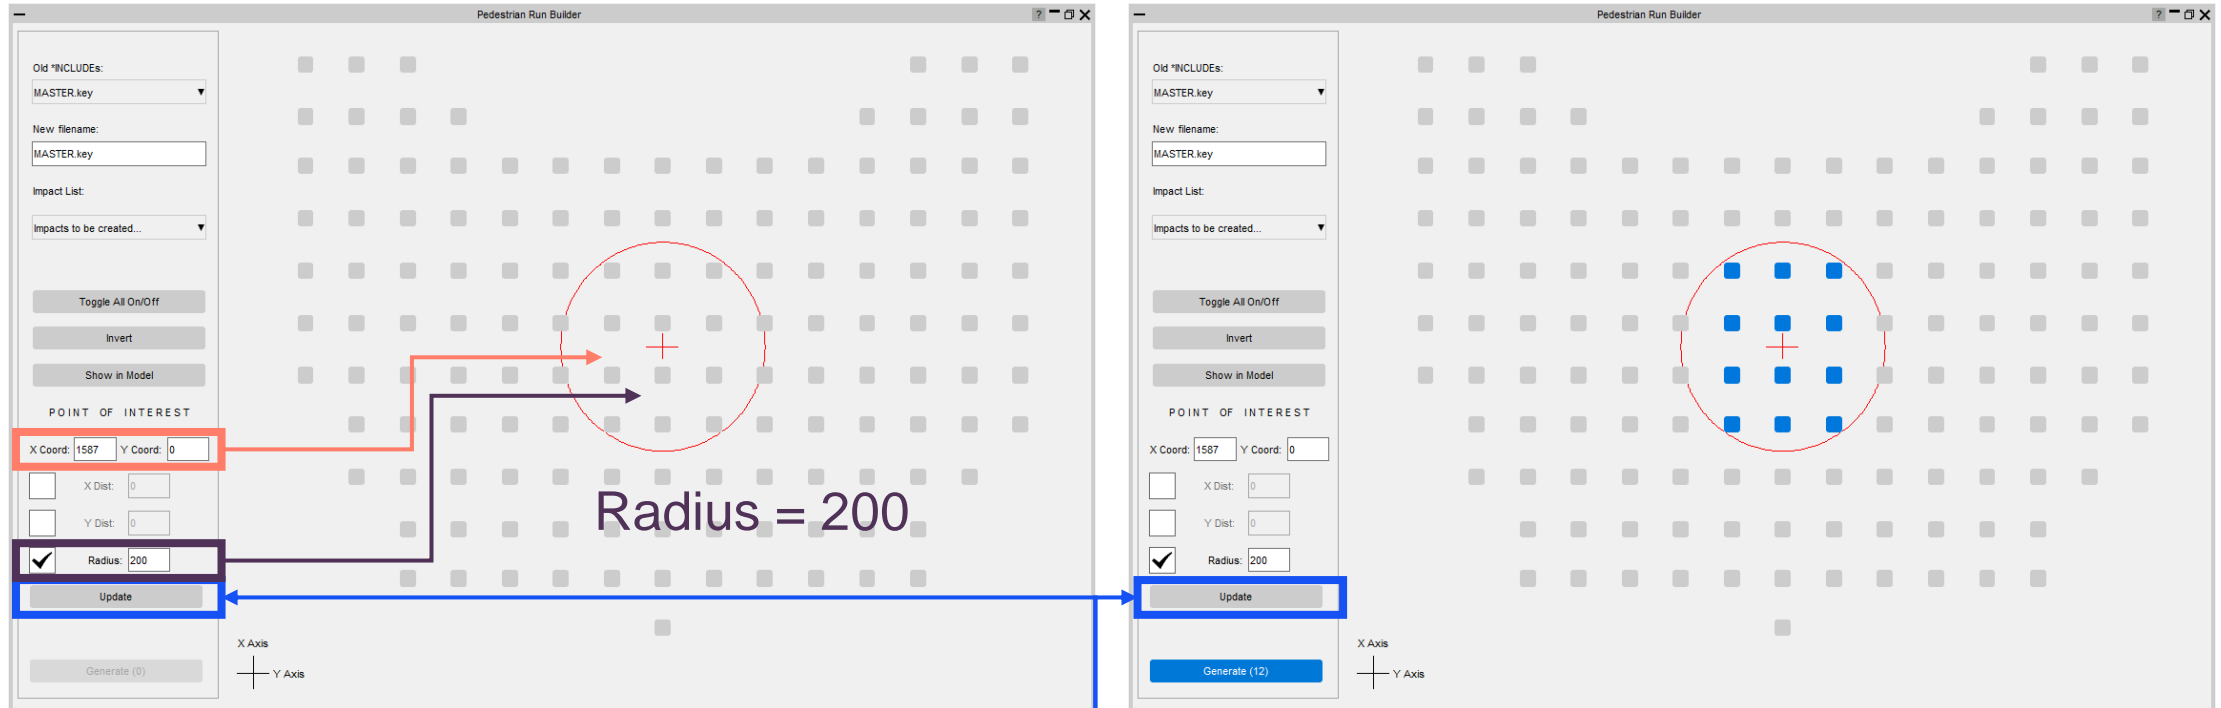 Pedestrian Run Builder
?
Old *INCLUDEs:
MASTER.key
New filename:
MASTER.key
Impact List:
Impacts to be created...
Toggle All On/Off
Invert
Show in Model
POINT OF INTEREST
X Coord: 1587 Y Coord: 0
X Dist: 0
Y Dist: 0
Radius: 200
Update
Generate (0)
X Axis
Y Axis
Radius = 200
Pedestrian Run Builder
?
Old *INCLUDEs:
MASTER.key
New filename:
MASTER.key
Impact List:
Impacts to be created...
Toggle All On/Off
Invert
Show in Model
POINT OF INTEREST
X Coord: 1587 Y Coord: 0
X Dist: 0
Y Dist: 0
Radius: 200
Update
Generate (12)
X Axis
Y Axis